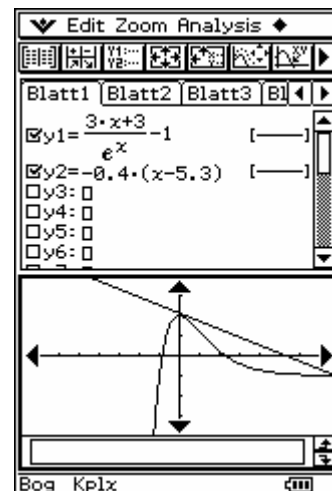 Edit Zoom Analysis ♦
Blatt1 Blatt2 Blatt3 Bl
y1=(3·x+3)/e^x-1 [——]
y2=-0.4·(x-5.3) [——]
y3:▯
y4:▯
y5:▯
y6:▯
Bog Kplx